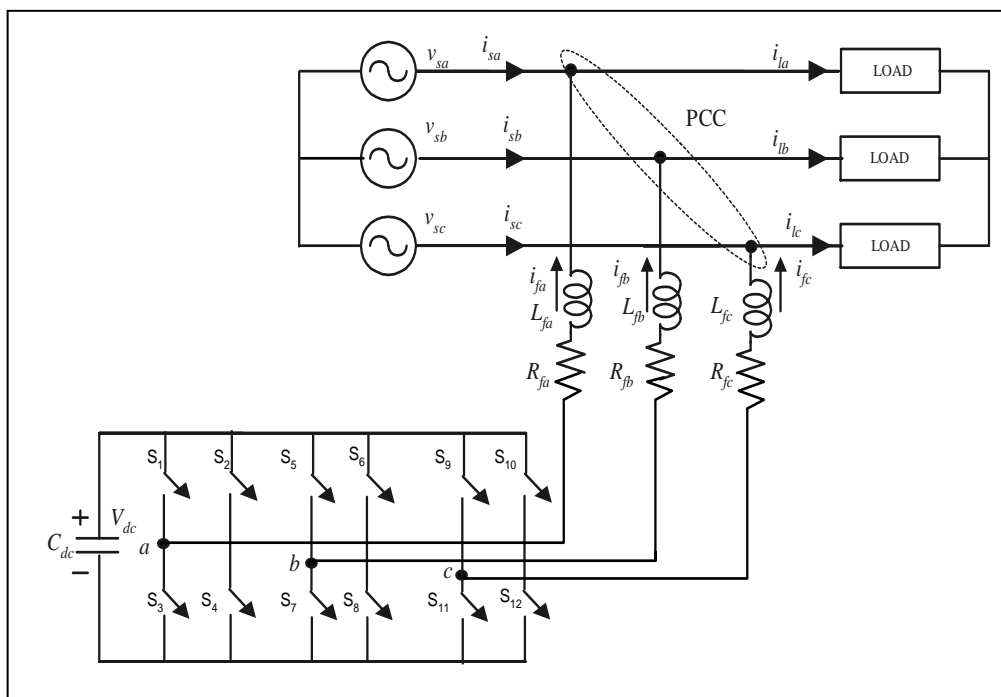 v_sa i_sa i_la LOAD
PCC
v_sb i_sb i_lb LOAD
v_sc i_sc i_lc LOAD
i_fa i_fb i_fc
L_fa L_fb L_fc
R_fa R_fb R_fc
S1 S2 S5 S6 S9 S10
+ V_dc
C_dc a b c
−
S3 S4 S7 S8 S11 S12